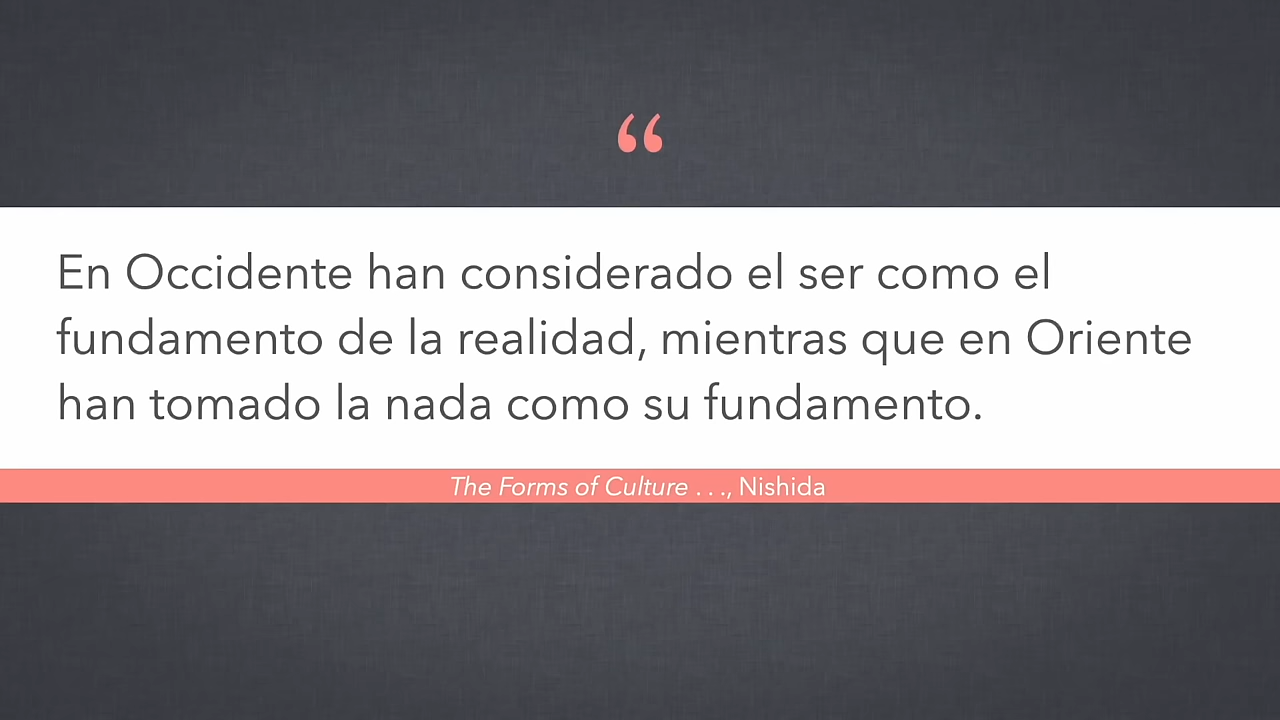 “
En Occidente han considerado el ser como el
fundamento de la realidad, mientras que en Oriente
han tomado la nada como su fundamento.
The Forms of Culture . . ., Nishida